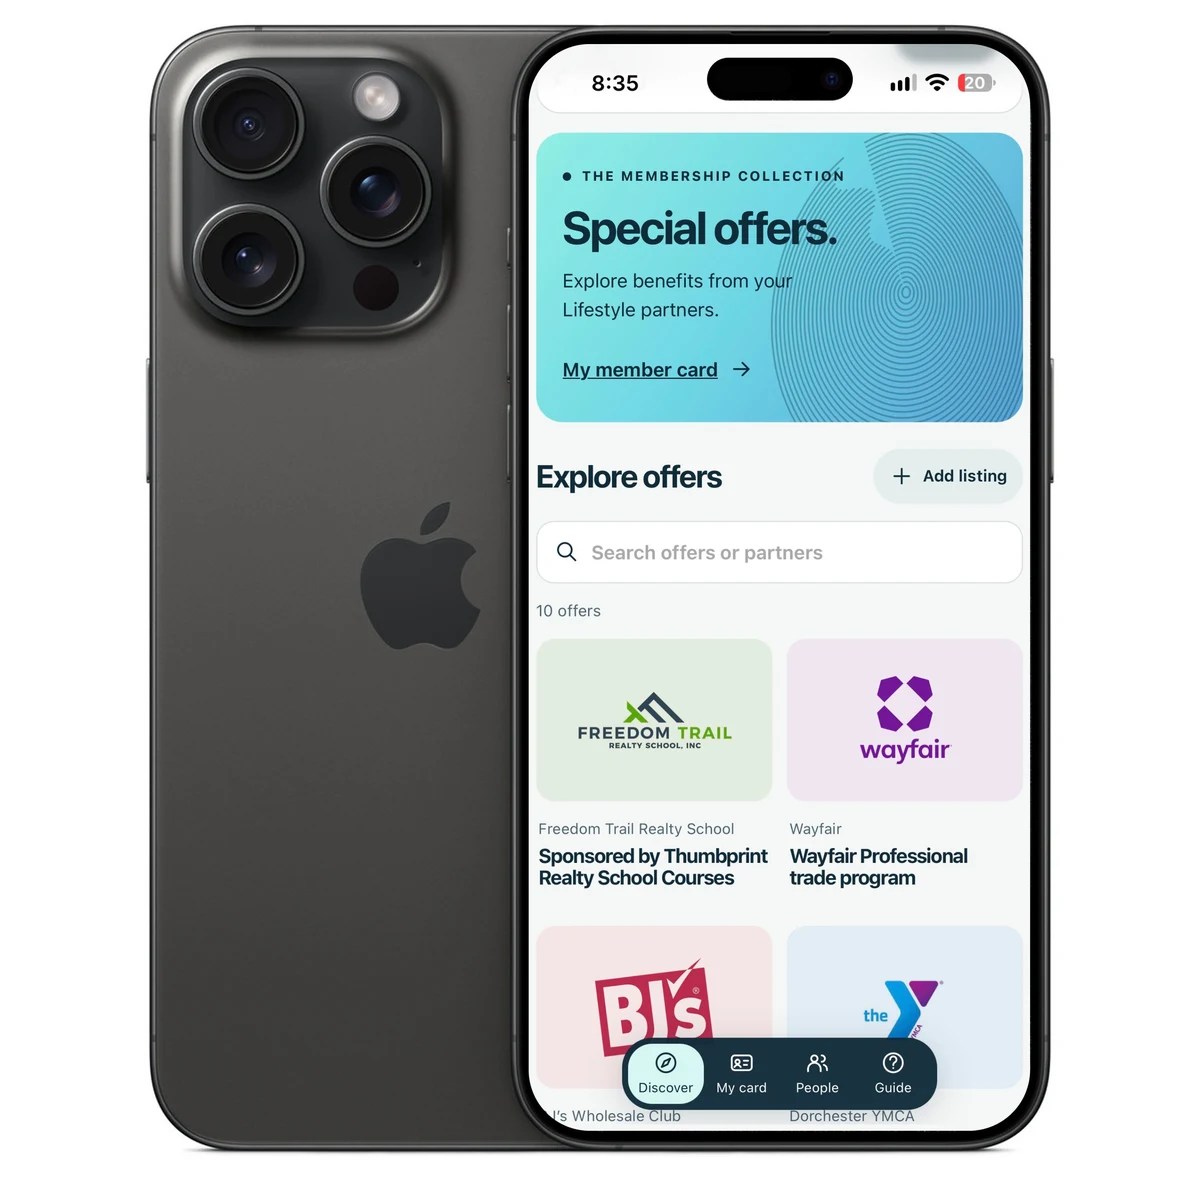 8:35
20
THE MEMBERSHIP COLLECTION
Special offers.
Explore benefits from your
Lifestyle partners.
My member card
Explore offers
Add listing
Search offers or partners
10 offers
FREEDOM TRAIL
REALTY SCHOOL, INC
wayfair
Freedom Trail Realty School
Wayfair
Sponsored by Thumbprint
Realty School Courses
Wayfair Professional
trade program
BJ's
the
YMCA
Discover
My card
People
Guide
J's Wholesale Club
Dorchester YMCA